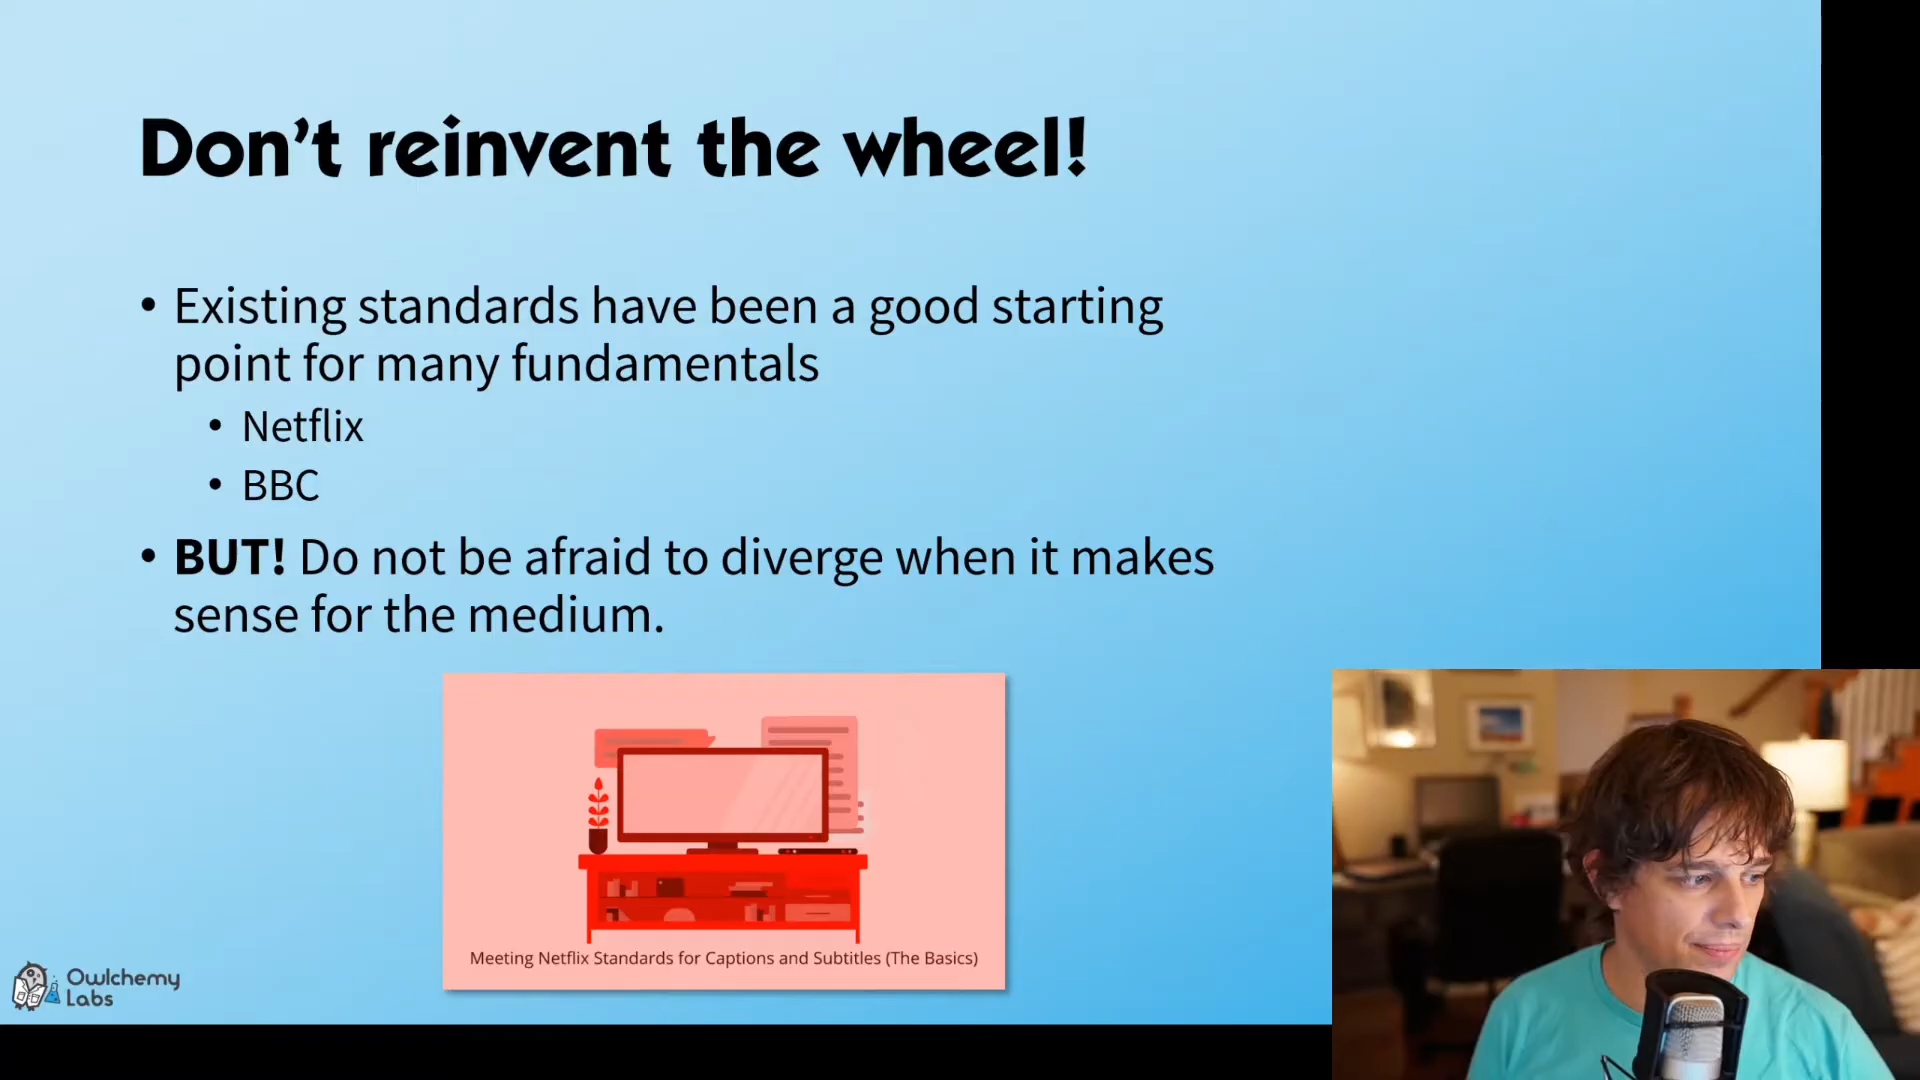 Don't reinvent the wheel!
• Existing standards have been a good starting
point for many fundamentals
• Netflix
• BBC
• BUT! Do not be afraid to diverge when it makes
sense for the medium.
Meeting Netflix Standards for Captions and Subtitles (The Basics)
Owlchemy
Labs